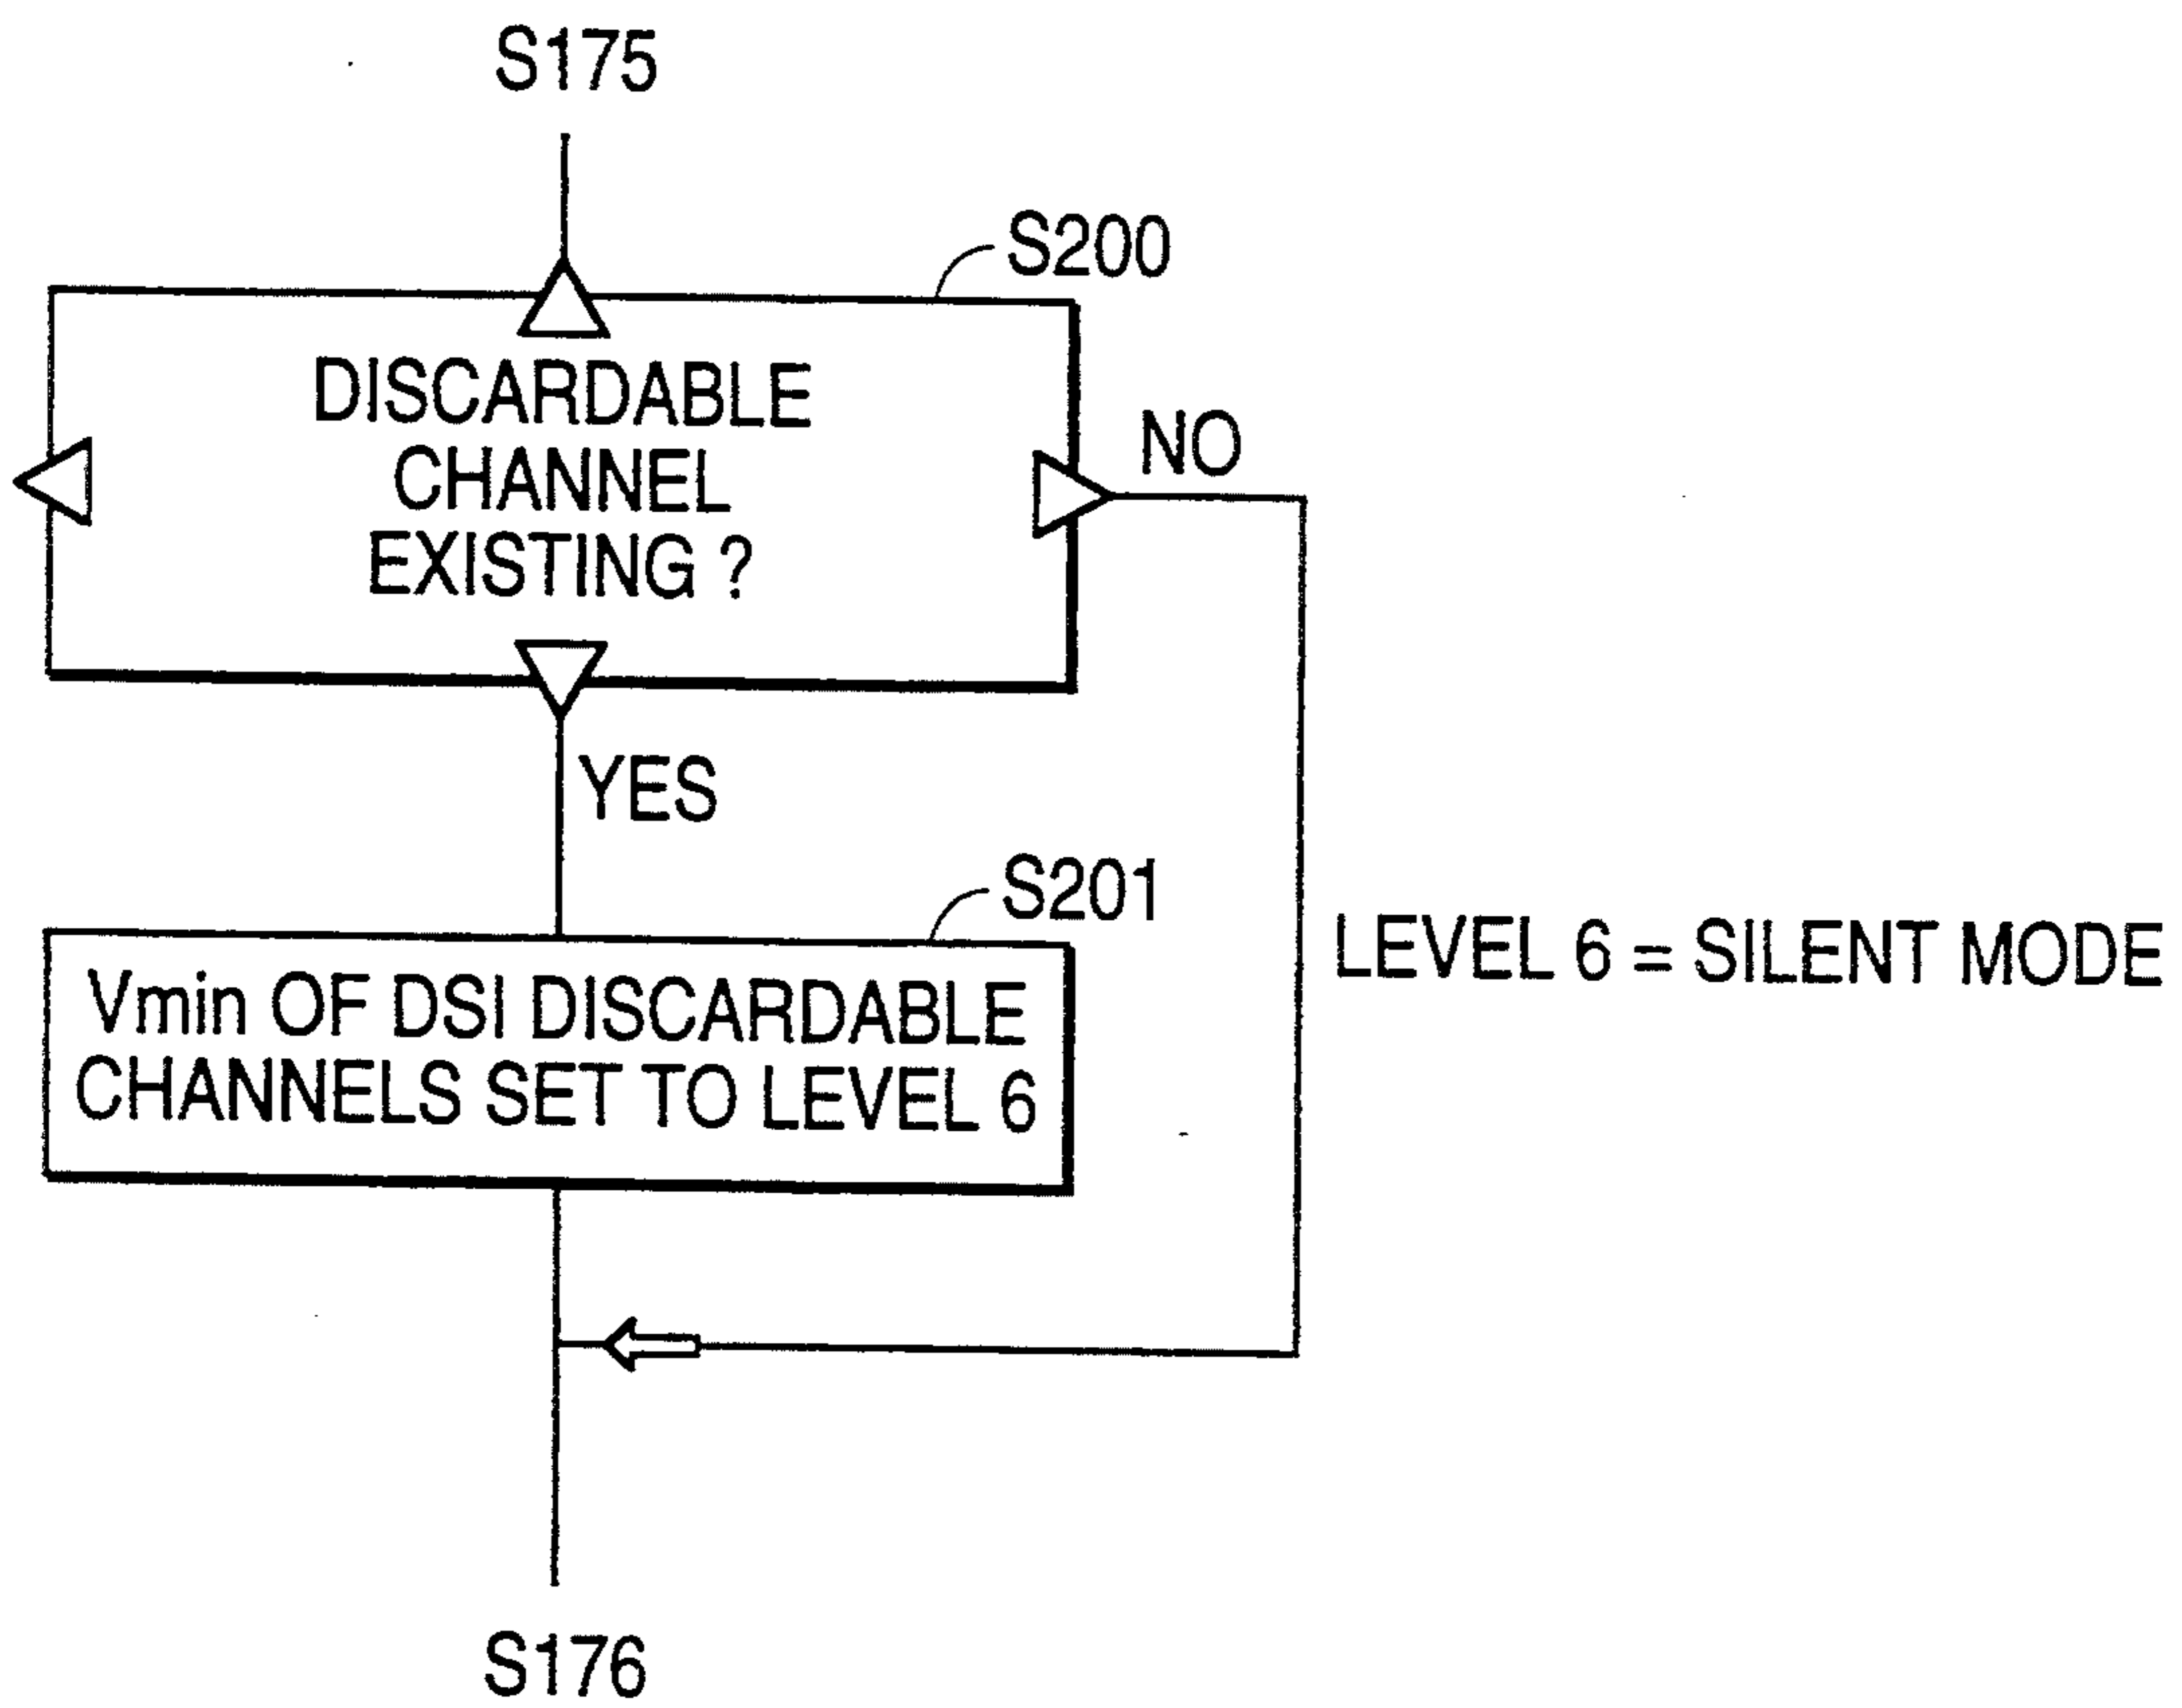 S175
S200
DISCARDABLE
CHANNEL
EXISTING ?
NO
YES
S201
Vmin OF DSI DISCARDABLE
CHANNELS SET TO LEVEL 6
LEVEL 6 = SILENT MODE
S176